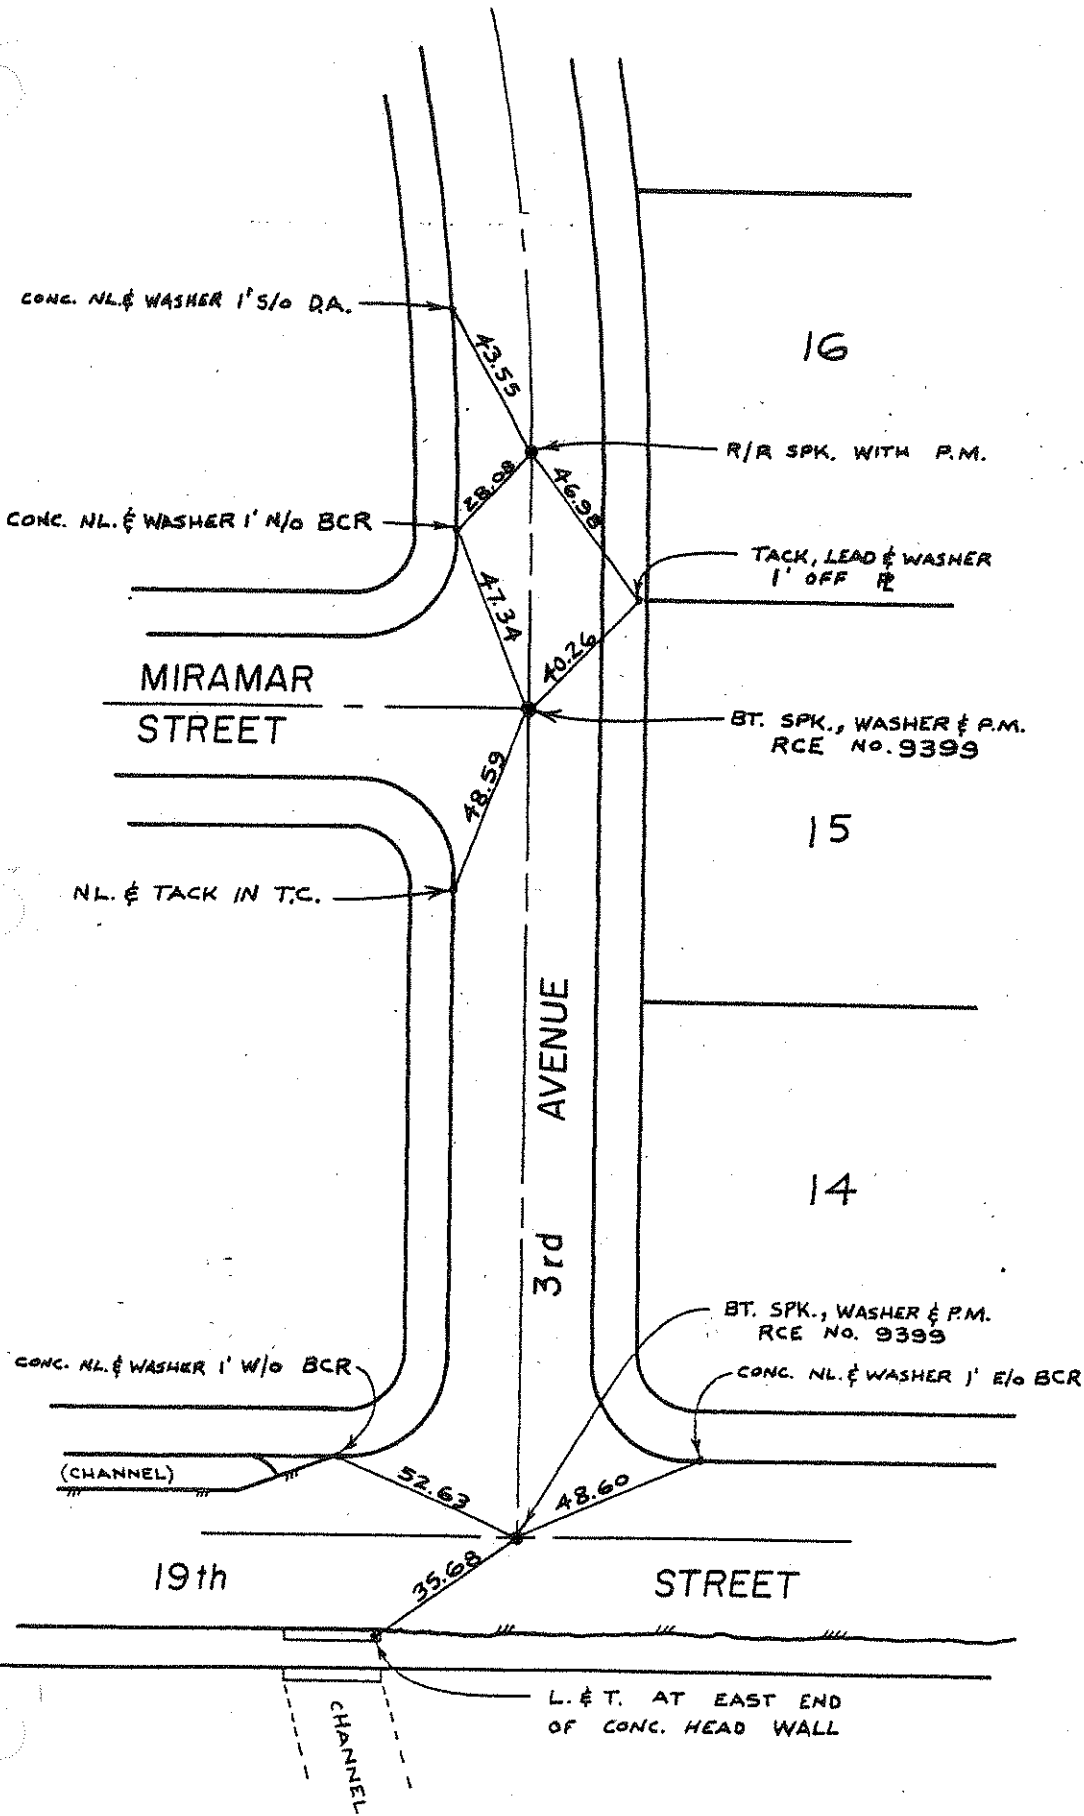 CONC. NL. & WASHER 1' S/O D.A.
43.55
16
R/R SPK. WITH P.M.
28.08
46.98
CONC. NL. & WASHER 1' N/O BCR
TACK, LEAD & WASHER
1' OFF PL
47.34
40.26
MIRAMAR
STREET
BT. SPK., WASHER & P.M.
RCE NO. 9399
48.59
15
NL. & TACK IN T.C.
3rd AVENUE
14
BT. SPK., WASHER & P.M.
RCE NO. 9399
CONC. NL. & WASHER 1' W/O BCR
CONC. NL. & WASHER 1' E/O BCR
(CHANNEL)
52.63
48.60
19th STREET
35.68
L. & T. AT EAST END
OF CONC. HEAD WALL
CHANNEL